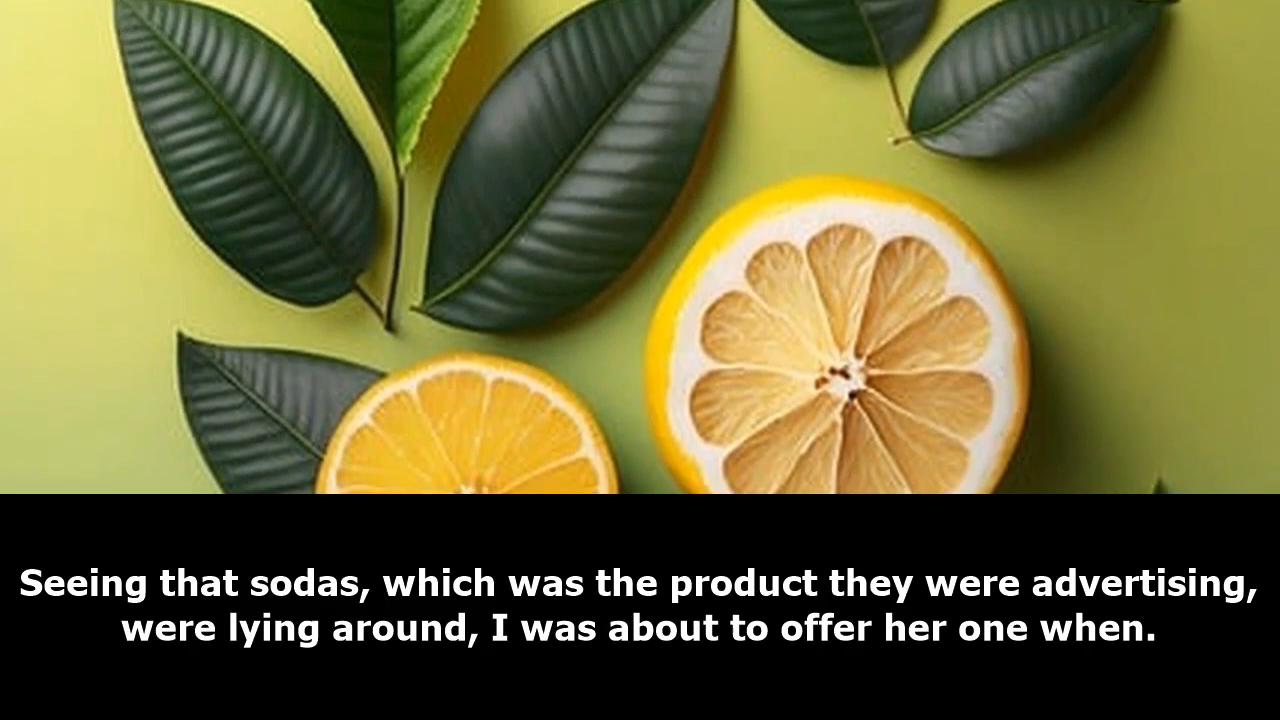 Seeing that sodas, which was the product they were advertising,
were lying around, I was about to offer her one when.